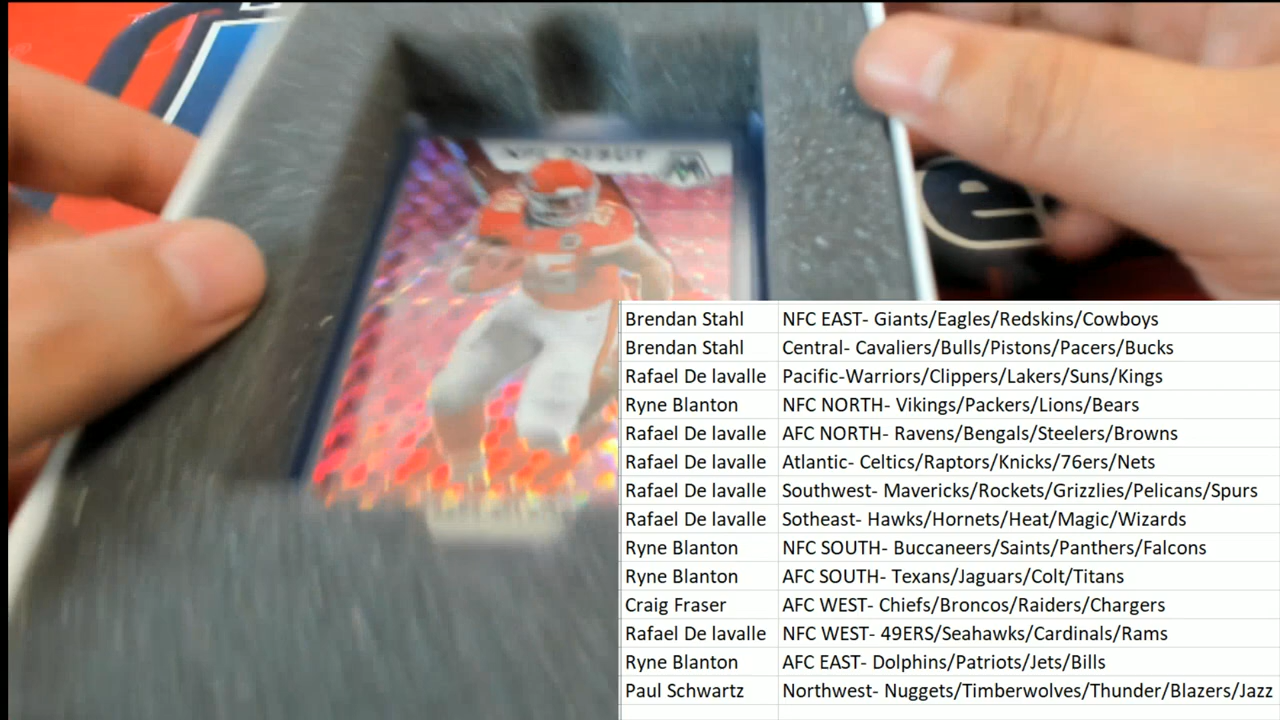 NFL DEBUT
e
Brendan Stahl NFC EAST- Giants/Eagles/Redskins/Cowboys
Brendan Stahl Central- Cavaliers/Bulls/Pistons/Pacers/Bucks
Rafael De lavalle Pacific-Warriors/Clippers/Lakers/Suns/Kings
Ryne Blanton NFC NORTH- Vikings/Packers/Lions/Bears
Rafael De lavalle AFC NORTH- Ravens/Bengals/Steelers/Browns
Rafael De lavalle Atlantic- Celtics/Raptors/Knicks/76ers/Nets
Rafael De lavalle Southwest- Mavericks/Rockets/Grizzlies/Pelicans/Spurs
Rafael De lavalle Sotheast- Hawks/Hornets/Heat/Magic/Wizards
Ryne Blanton NFC SOUTH- Buccaneers/Saints/Panthers/Falcons
Ryne Blanton AFC SOUTH- Texans/Jaguars/Colt/Titans
Craig Fraser AFC WEST- Chiefs/Broncos/Raiders/Chargers
Rafael De lavalle NFC WEST- 49ERS/Seahawks/Cardinals/Rams
Ryne Blanton AFC EAST- Dolphins/Patriots/Jets/Bills
Paul Schwartz Northwest- Nuggets/Timberwolves/Thunder/Blazers/Jazz